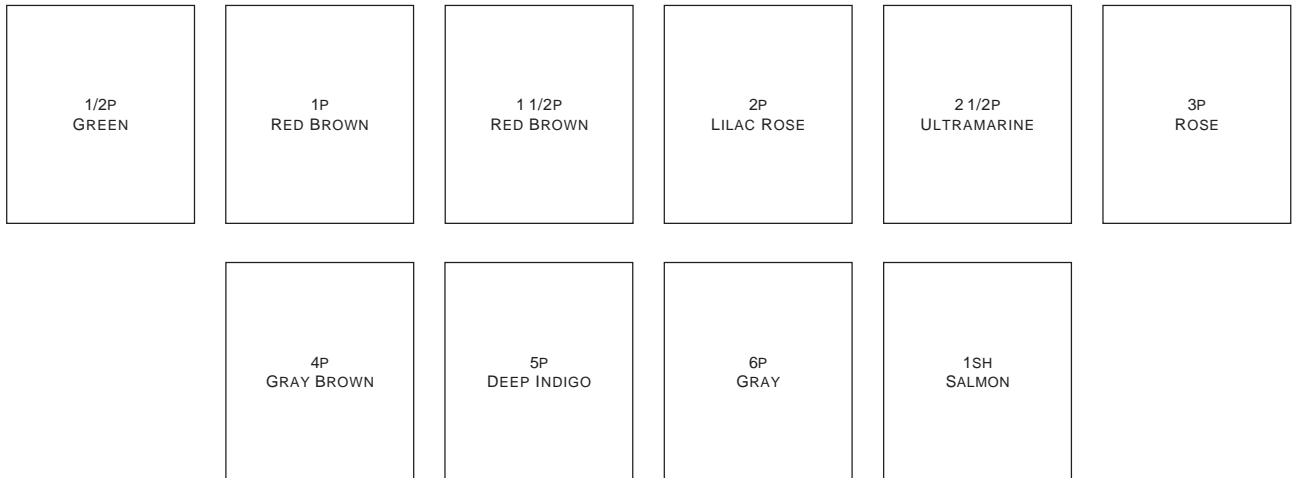 1/2P
GREEN
1P
RED BROWN
1 1/2P
RED BROWN
2P
LILAC ROSE
2 1/2P
ULTRAMARINE
3P
ROSE
4P
GRAY BROWN
5P
DEEP INDIGO
6P
GRAY
1SH
SALMON